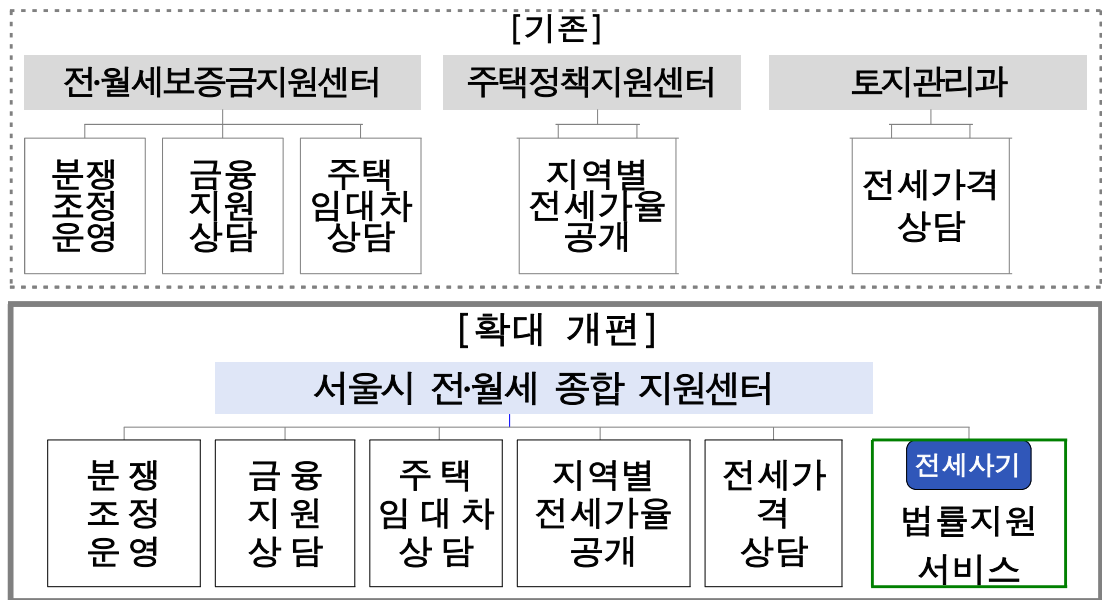 [기존]
전·월세보증금지원센터
주택정책지원센터
토지관리과
분쟁
조정
운영
금융
지원
상담
주택
임대차
상담
지역별
전세가율
공개
전세가격
상담
[확대 개편]
서울시 전·월세 종합 지원센터
분 쟁
조 정
운 영
금 융
지 원
상 담
주 택
임 대 차
상 담
지역별
전세가율
공개
전세가
격
상담
전세사기
법률지원
서비스